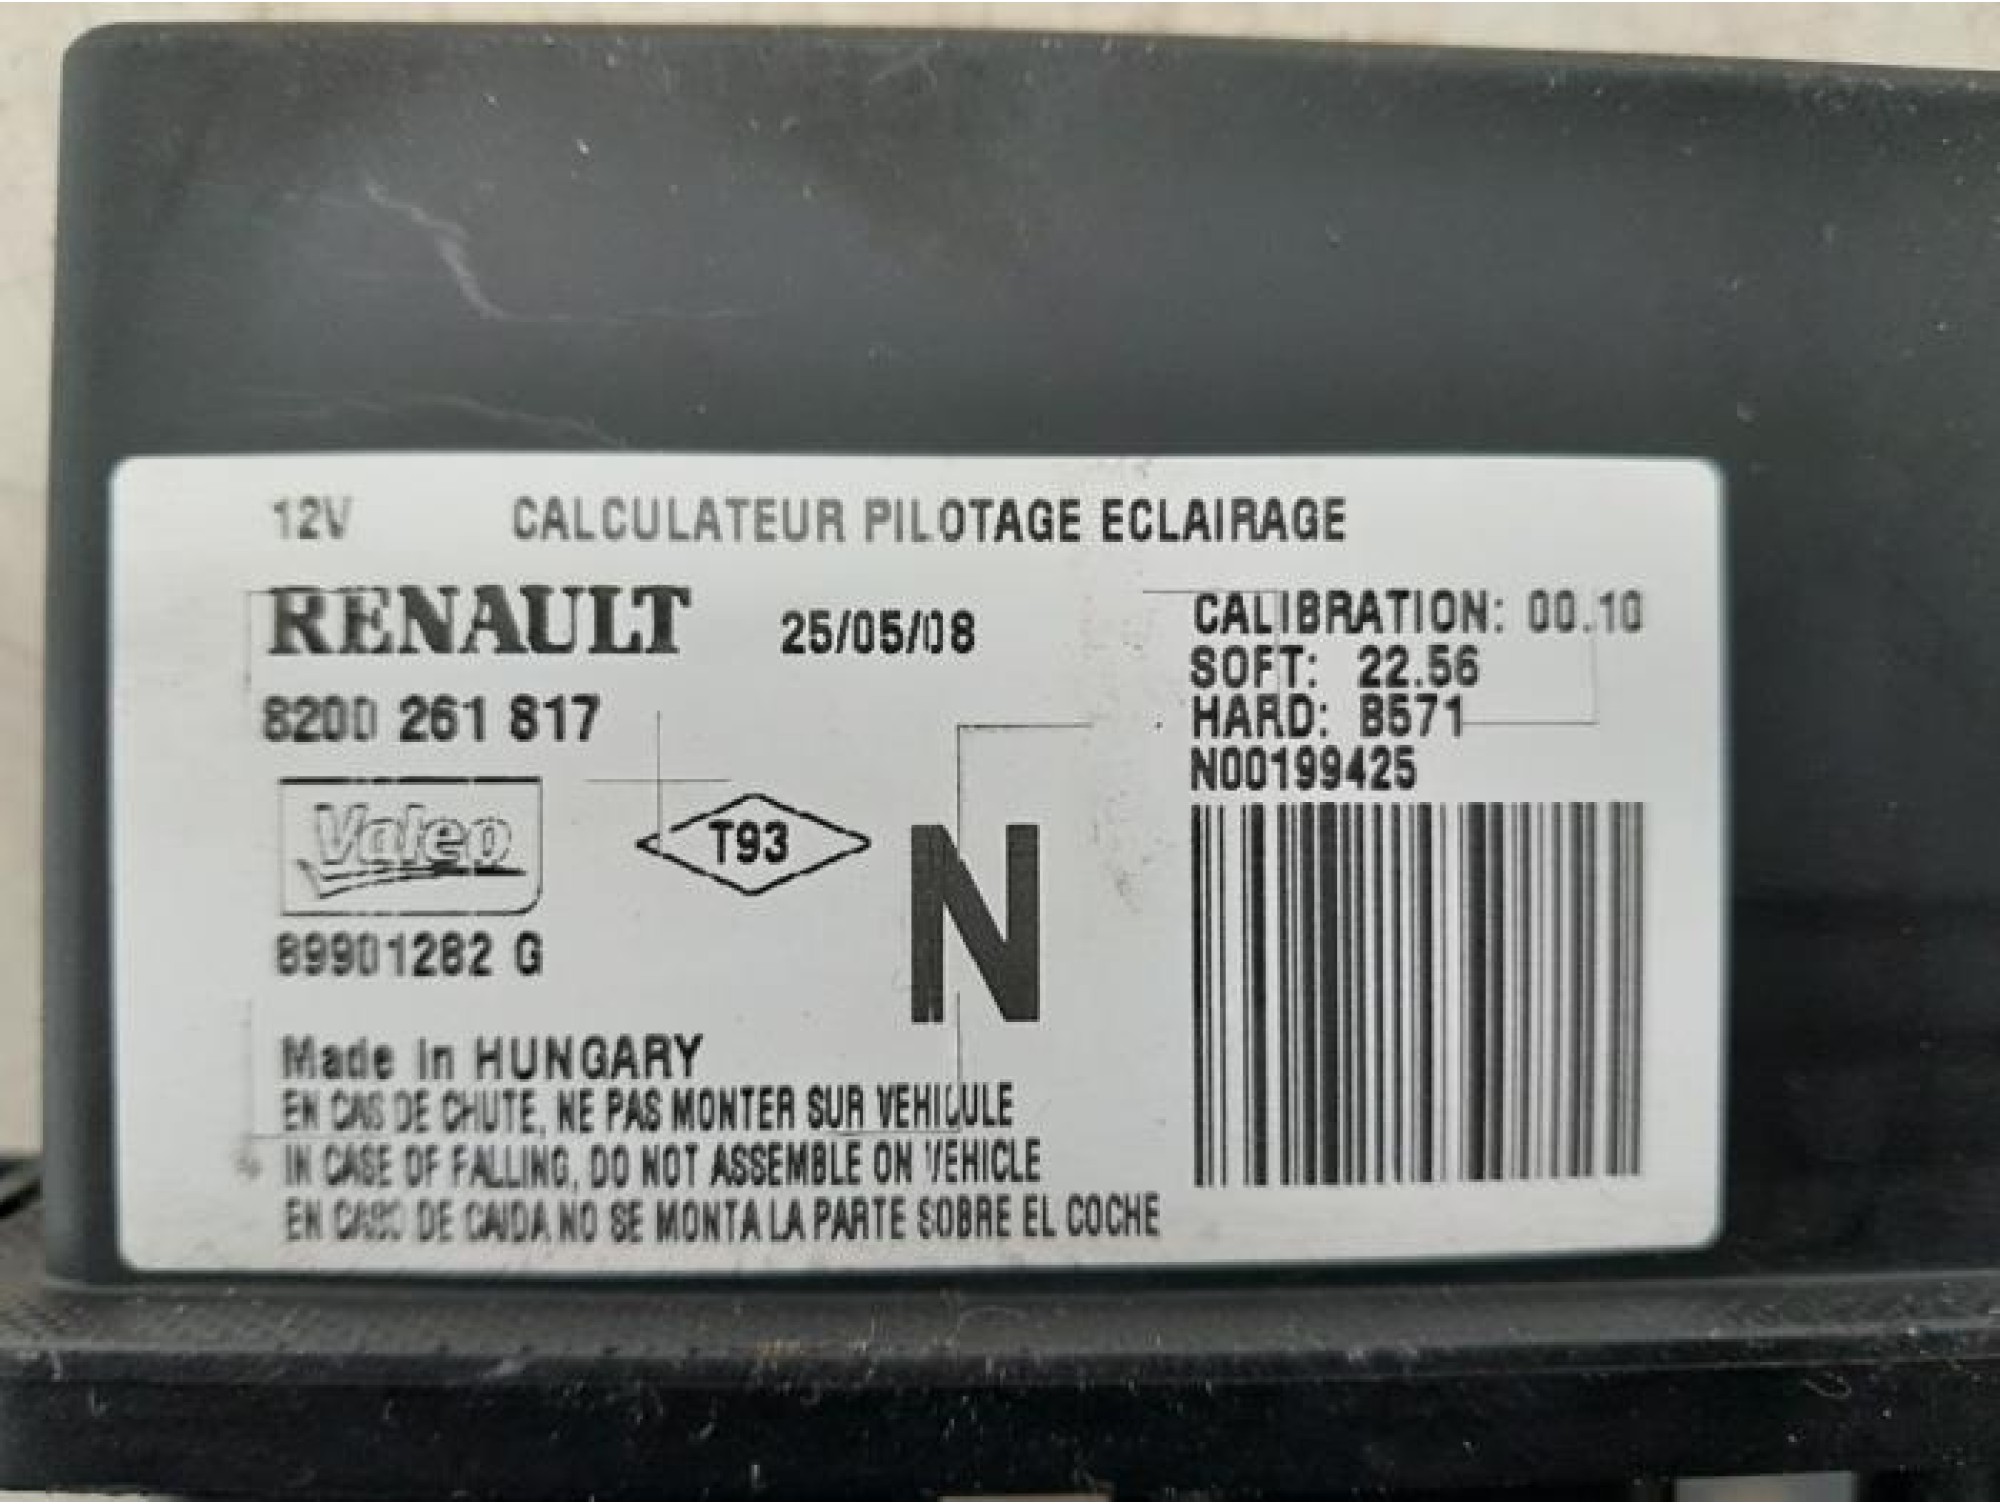 12V CALCULATEUR PILOTAGE ECLAIRAGE
RENAULT 25/05/08
8200 261 817
CALIBRATION: 00.10
SOFT: 22.56
HARD: B571
N00199425
Valeo
T93
N
89901282 G
Made in HUNGARY
EN CAS DE CHUTE, NE PAS MONTER SUR VEHICULE
IN CASE OF FALLING, DO NOT ASSEMBLE ON VEHICLE
EN CASO DE CAIDA NO SE MONTA LA PARTE SOBRE EL COCHE